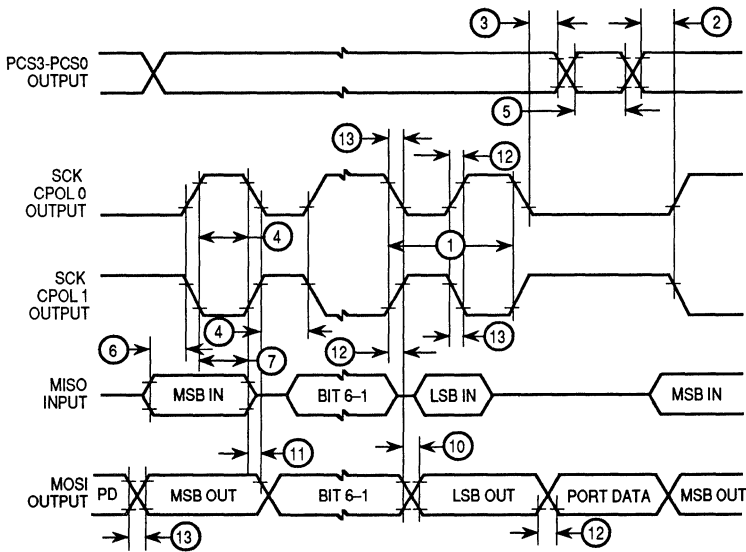 3
2
PCS3-PCS0
OUTPUT
5
13
12
SCK
CPOL 0
OUTPUT
4
1
SCK
CPOL 1
OUTPUT
4
13
6
7
12
MISO
INPUT
MSB IN
BIT 6–1
LSB IN
MSB IN
11
10
MOSI
OUTPUT
PD
MSB OUT
BIT 6–1
LSB OUT
PORT DATA
MSB OUT
13
12